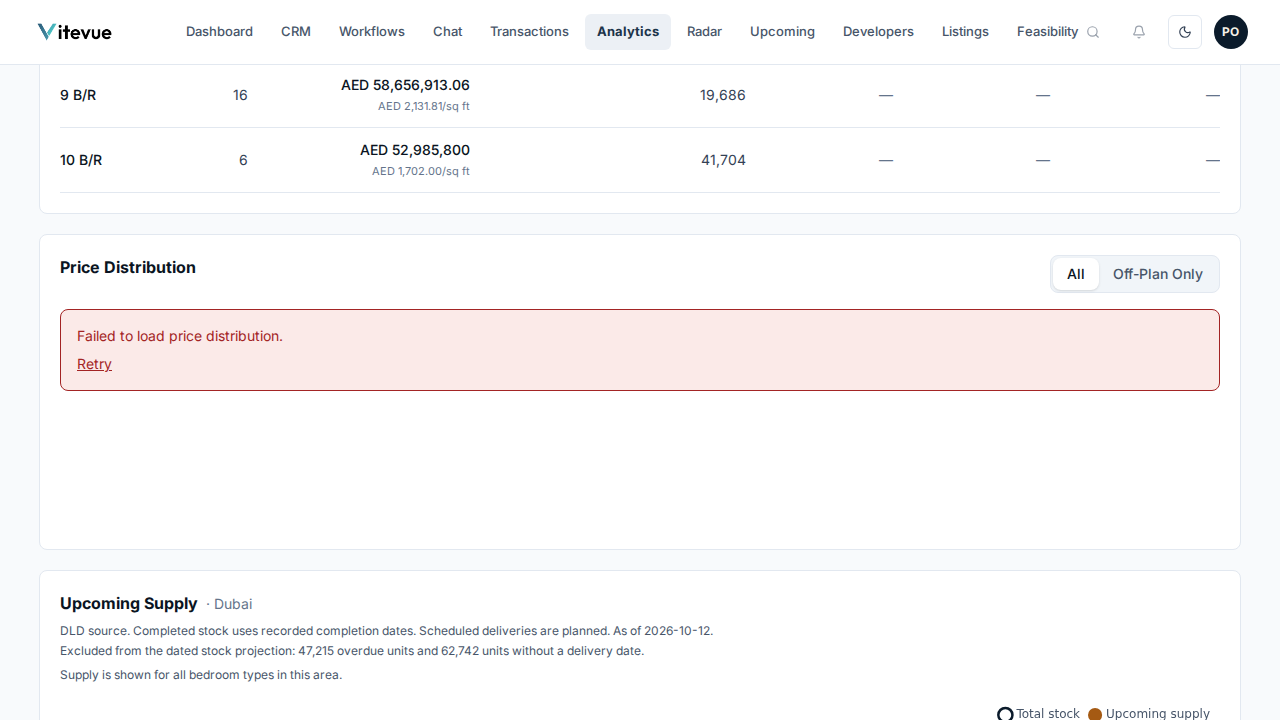 Vitevue Dashboard CRM Workflows Chat Transactions Analytics Radar Upcoming Developers Listings Feasibility PO
9 B/R 16 AED 58,656,913.06 19,686 — — —
AED 2,131.81/sq ft
10 B/R 6 AED 52,985,800 41,704 — — —
AED 1,702.00/sq ft
Price Distribution All Off-Plan Only
Failed to load price distribution.
Retry
Upcoming Supply · Dubai
DLD source. Completed stock uses recorded completion dates. Scheduled deliveries are planned. As of 2026-10-12.
Excluded from the dated stock projection: 47,215 overdue units and 62,742 units without a delivery date.
Supply is shown for all bedroom types in this area.
Total stock Upcoming supply